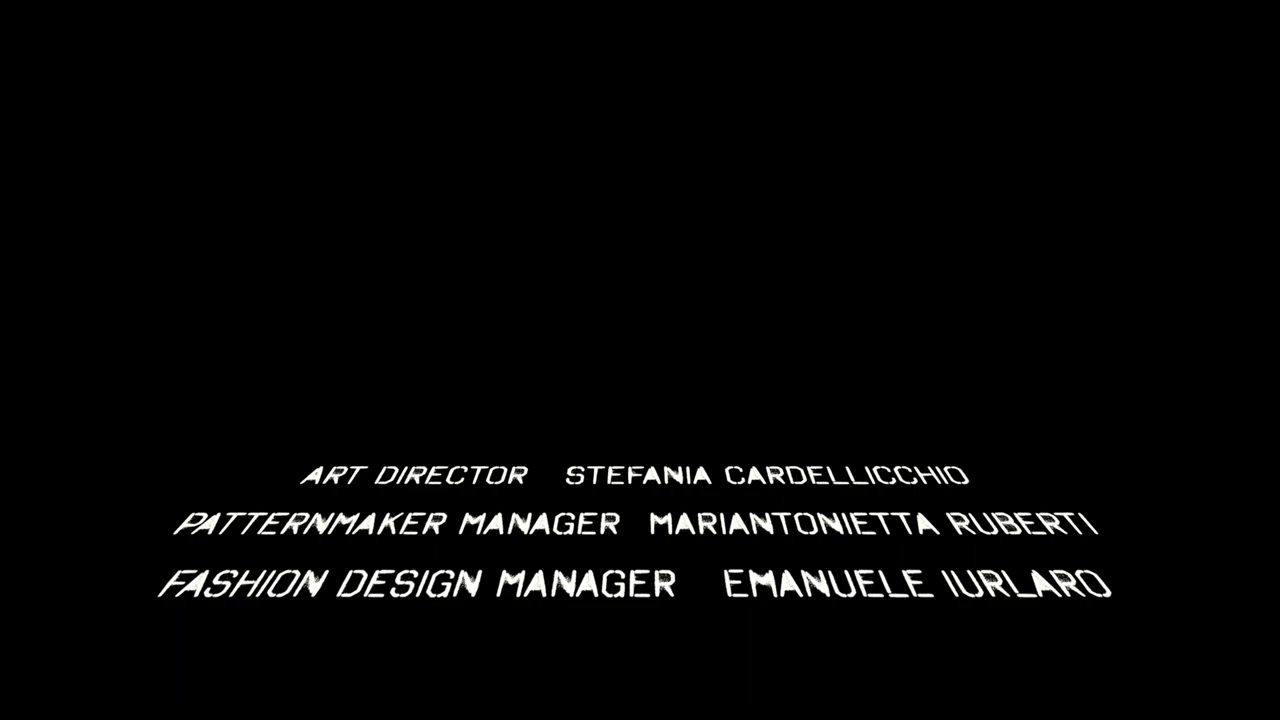 ART DIRECTOR STEFANIA CARDELLICCHIO
PATTERNMAKER MANAGER MARIANTONIETTA RUBERTI
FASHION DESIGN MANAGER EMANUELE IURLARO